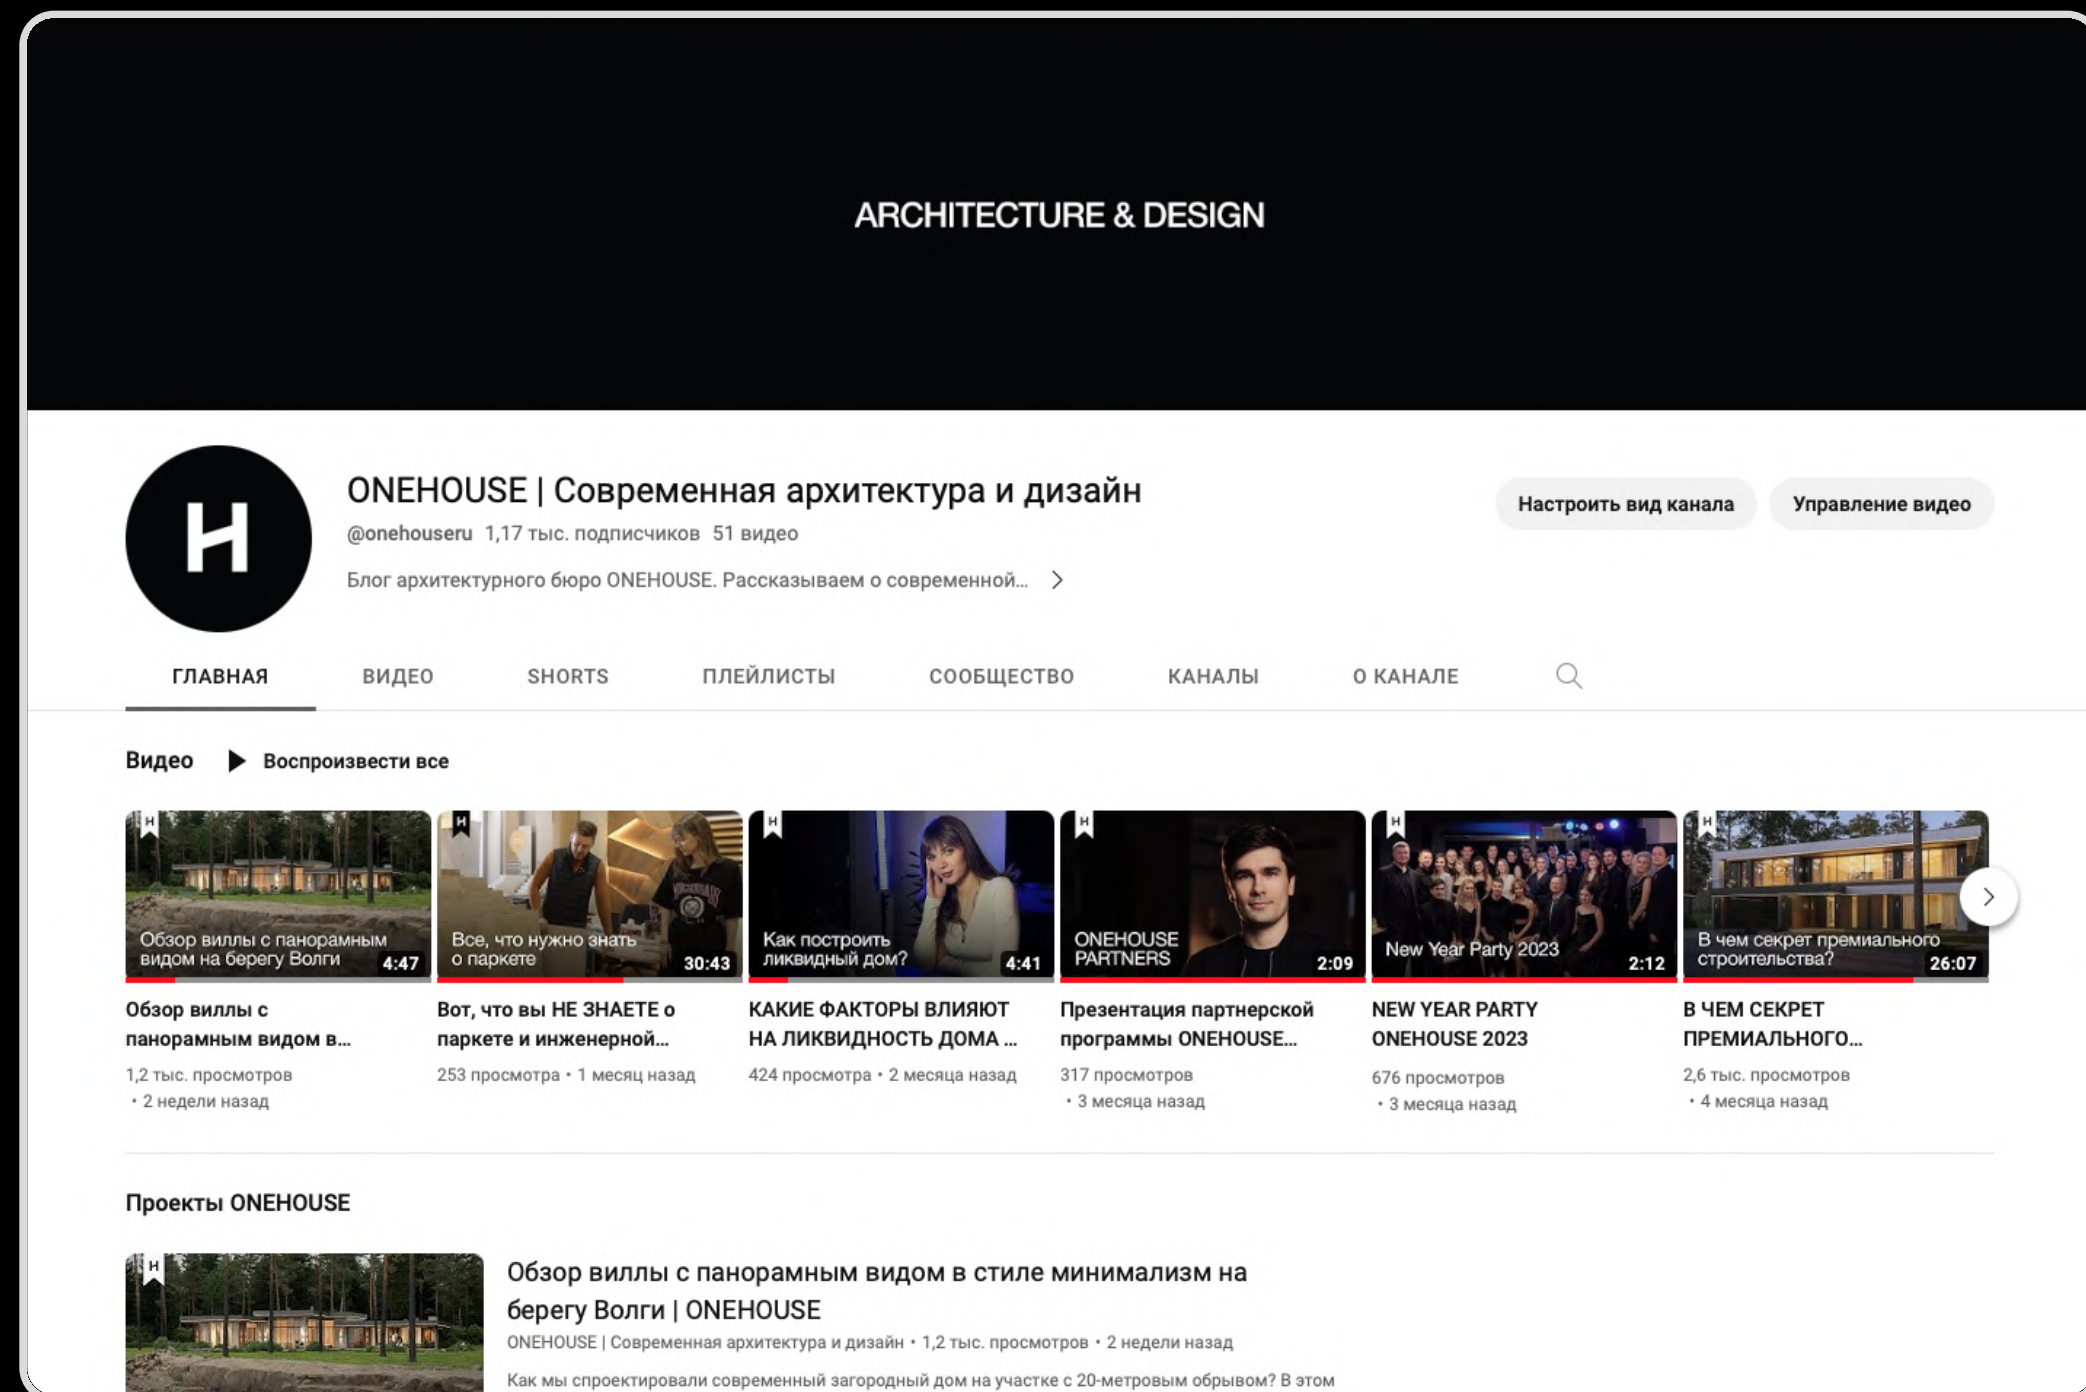 ARCHITECTURE & DESIGN
H
ONEHOUSE | Современная архитектура и дизайн
@onehouseru 1,17 тыс. подписчиков 51 видео
Блог архитектурного бюро ONEHOUSE. Рассказываем о современной...
Настроить вид канала
Управление видео
ГЛАВНАЯ ВИДЕО SHORTS ПЛЕЙЛИСТЫ СООБЩЕСТВО КАНАЛЫ О КАНАЛЕ
Видео Воспроизвести все
H
Обзор виллы с панорамным
видом на берегу Волги 4:47
Обзор виллы с
панорамным видом в...
1,2 тыс. просмотров
• 2 недели назад
H
Все, что нужно знать
о паркете 30:43
Вот, что вы НЕ ЗНАЕТЕ о
паркете и инженерной...
253 просмотра • 1 месяц назад
H
Как построить
ликвидный дом? 4:41
КАКИЕ ФАКТОРЫ ВЛИЯЮТ
НА ЛИКВИДНОСТЬ ДОМА ...
424 просмотра • 2 месяца назад
H
ONEHOUSE
PARTNERS 2:09
Презентация партнерской
программы ONEHOUSE...
317 просмотров
• 3 месяца назад
H
New Year Party 2023 2:12
NEW YEAR PARTY
ONEHOUSE 2023
676 просмотров
• 3 месяца назад
H
В чем секрет премиального
строительства? 26:07
В ЧЕМ СЕКРЕТ
ПРЕМИАЛЬНОГО...
2,6 тыс. просмотров
• 4 месяца назад
Проекты ONEHOUSE
H
Обзор виллы с панорамным видом в стиле минимализм на
берегу Волги | ONEHOUSE
ONEHOUSE | Современная архитектура и дизайн • 1,2 тыс. просмотров • 2 недели назад
Как мы спроектировали современный загородный дом на участке с 20-метровым обрывом? В этом